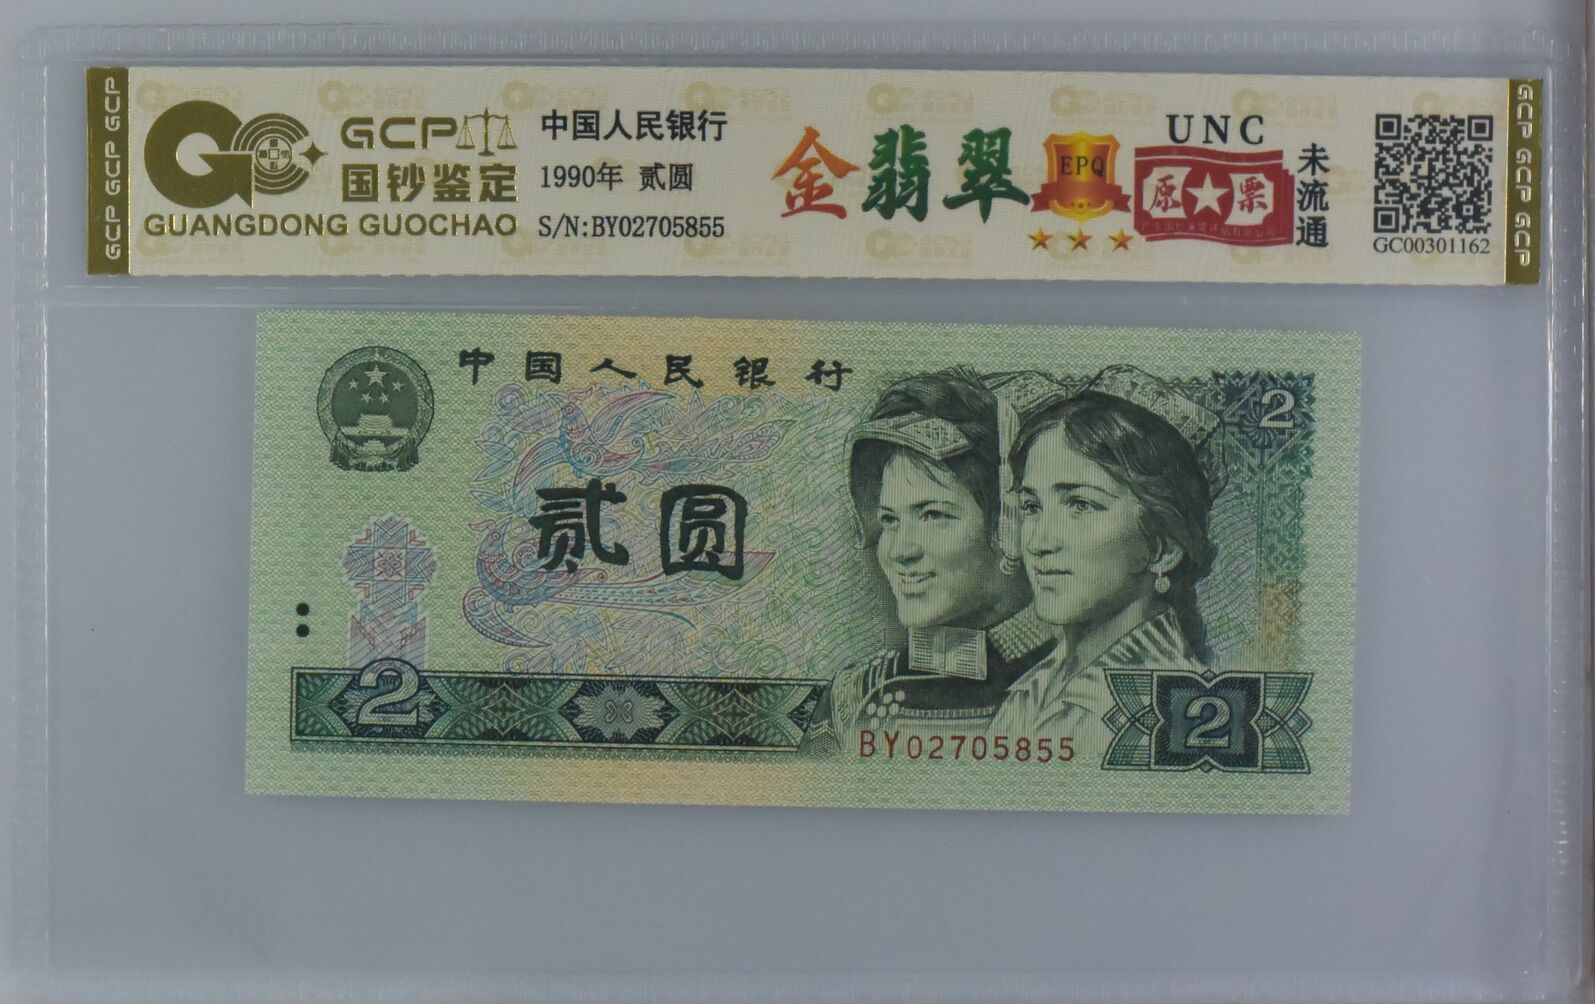 GCP GCP GCP
GCP
国钞鉴定
GUANGDONG GUOCHAO
中国人民银行
1990年 贰圆
S/N:BY02705855
金翡翠
EPQ
UNC
原票
未流通
GC00301162
GCP GCP GCP
中国人民银行
2
贰圆
2
BY02705855
2